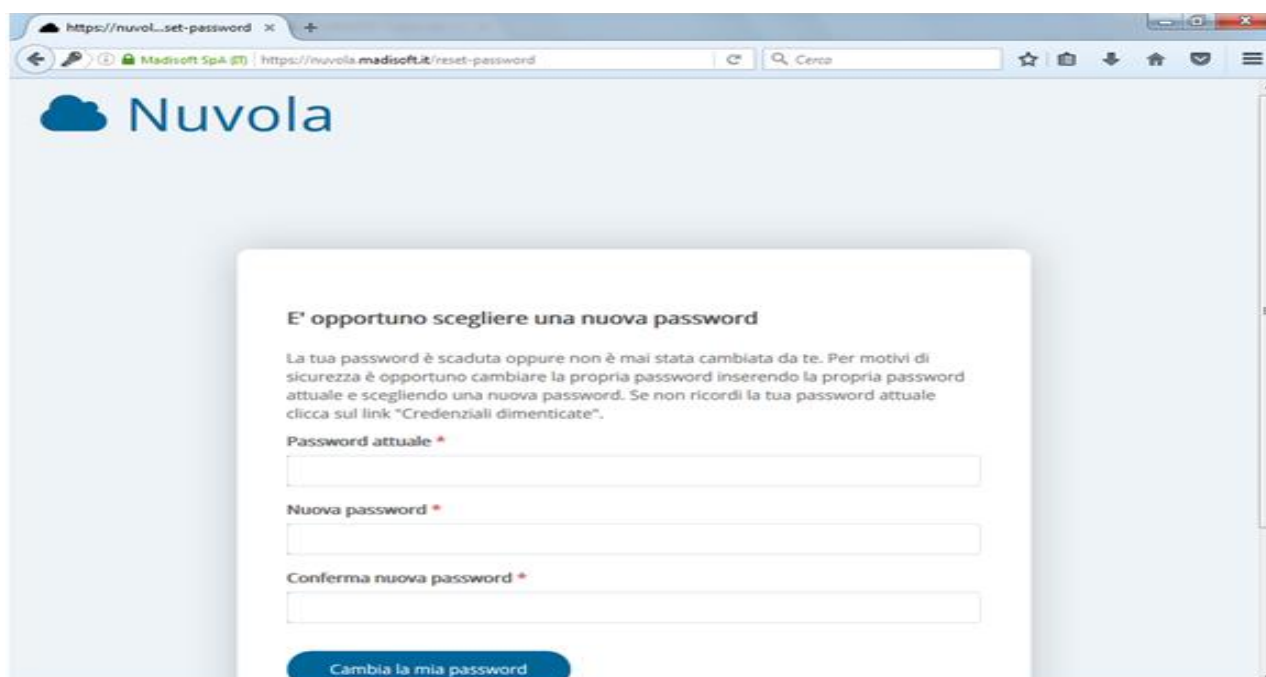 https://nuvol...set-password
Madisoft SpA (IT) https://nuvola.madisoft.it/reset-password
Cerca
Nuvola
E' opportuno scegliere una nuova password
La tua password è scaduta oppure non è mai stata cambiata da te. Per motivi di
sicurezza è opportuno cambiare la propria password inserendo la propria password
attuale e scegliendo una nuova password. Se non ricordi la tua password attuale
clicca sul link "Credenziali dimenticate".
Password attuale *
Nuova password *
Conferma nuova password *
Cambia la mia password